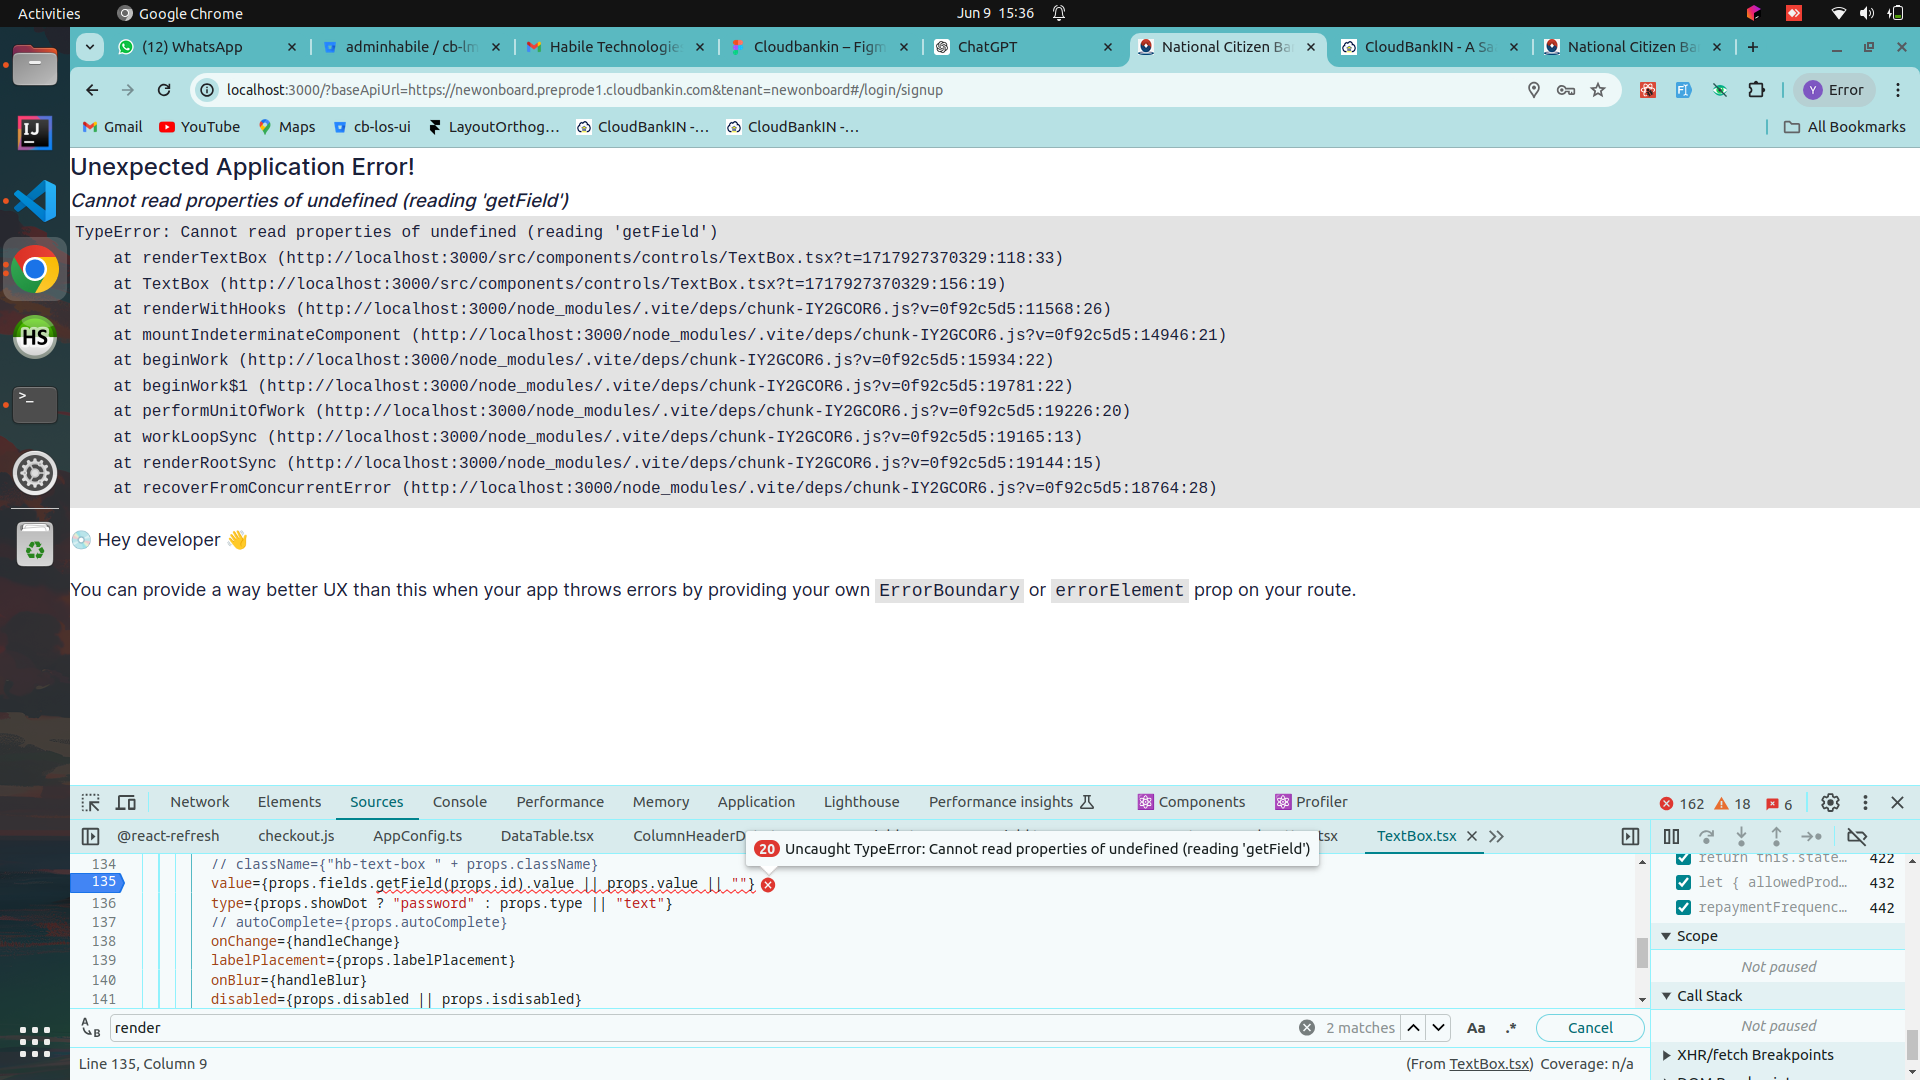 Activities
Google Chrome
Jun 9 15:36
(12) WhatsApp
adminhabile / cb-lm
Habile Technologies
Cloudbankin – Figm
ChatGPT
National Citizen Ba
CloudBankIN - A Sa
National Citizen Ba
localhost:3000/?baseApiUrl=https://newonboard.preprode1.cloudbankin.com&tenant=newonboard#/login/signup
Y Error
Gmail
YouTube
Maps
cb-los-ui
LayoutOrthog…
CloudBankIN -…
CloudBankIN -…
All Bookmarks
Unexpected Application Error!
Cannot read properties of undefined (reading 'getField')
TypeError: Cannot read properties of undefined (reading 'getField')
at renderTextBox (http://localhost:3000/src/components/controls/TextBox.tsx?t=1717927370329:118:33)
at TextBox (http://localhost:3000/src/components/controls/TextBox.tsx?t=1717927370329:156:19)
at renderWithHooks (http://localhost:3000/node_modules/.vite/deps/chunk-IY2GCOR6.js?v=0f92c5d5:11568:26)
at mountIndeterminateComponent (http://localhost:3000/node_modules/.vite/deps/chunk-IY2GCOR6.js?v=0f92c5d5:14946:21)
at beginWork (http://localhost:3000/node_modules/.vite/deps/chunk-IY2GCOR6.js?v=0f92c5d5:15934:22)
at beginWork$1 (http://localhost:3000/node_modules/.vite/deps/chunk-IY2GCOR6.js?v=0f92c5d5:19781:22)
at performUnitOfWork (http://localhost:3000/node_modules/.vite/deps/chunk-IY2GCOR6.js?v=0f92c5d5:19226:20)
at workLoopSync (http://localhost:3000/node_modules/.vite/deps/chunk-IY2GCOR6.js?v=0f92c5d5:19165:13)
at renderRootSync (http://localhost:3000/node_modules/.vite/deps/chunk-IY2GCOR6.js?v=0f92c5d5:19144:15)
at recoverFromConcurrentError (http://localhost:3000/node_modules/.vite/deps/chunk-IY2GCOR6.js?v=0f92c5d5:18764:28)
💿 Hey developer 👋
You can provide a way better UX than this when your app throws errors by providing your own ErrorBoundary or errorElement prop on your route.
Network
Elements
Sources
Console
Performance
Memory
Application
Lighthouse
Performance insights
Components
Profiler
162
18
6
@react-refresh
checkout.js
AppConfig.ts
DataTable.tsx
ColumnHeaderD
TextBox.tsx
20 Uncaught TypeError: Cannot read properties of undefined (reading 'getField')
134 // className={"hb-text-box " + props.className}
135 value={props.fields.getField(props.id).value || props.value || ""}
136 type={props.showDot ? "password" : props.type || "text"}
137 // autoComplete={props.autoComplete}
138 onChange={handleChange}
139 labelPlacement={props.labelPlacement}
140 onBlur={handleBlur}
141 disabled={props.disabled || props.isdisabled}
return this.state… 422
let { allowedProd… 432
repaymentFrequenc… 442
Scope
Not paused
Call Stack
Not paused
XHR/fetch Breakpoints
render
2 matches
Aa
.*
Cancel
Line 135, Column 9
(From TextBox.tsx)
Coverage: n/a